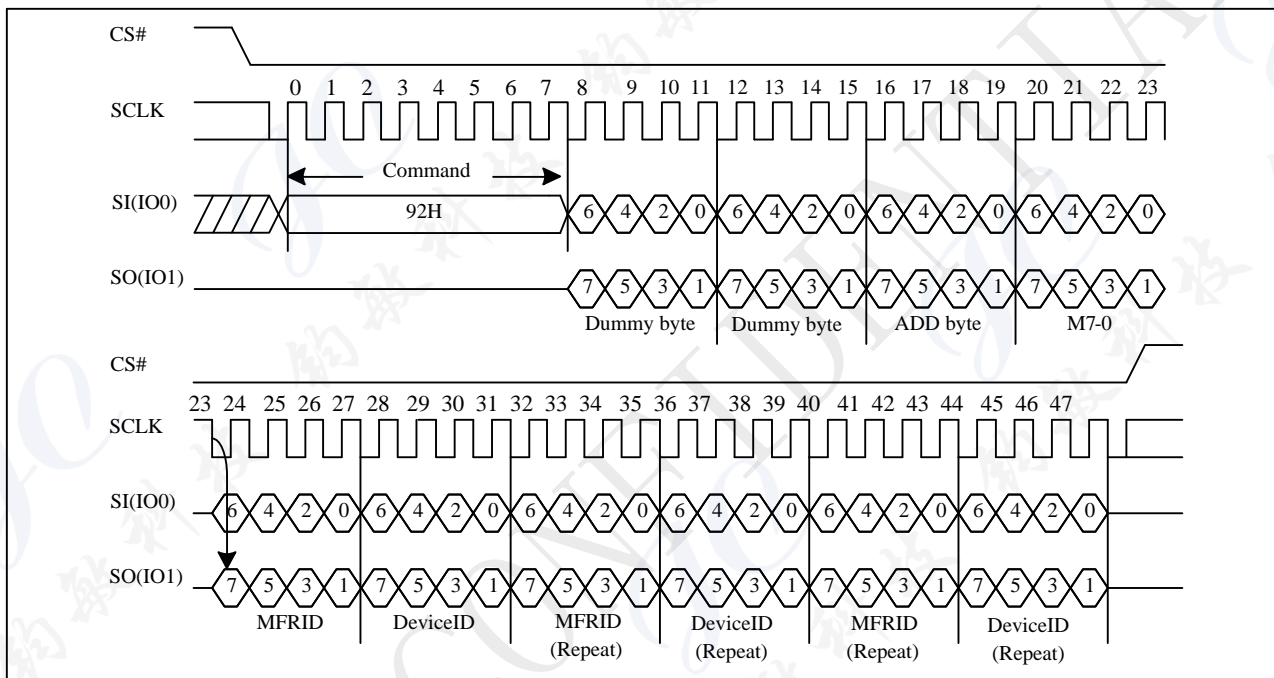 CS#
0 1 2 3 4 5 6 7 8 9 10 11 12 13 14 15 16 17 18 19 20 21 22 23
SCLK
Command
SI(IO0) 92H 6 4 2 0 6 4 2 0 6 4 2 0 6 4 2 0
SO(IO1) 7 5 3 1 7 5 3 1 7 5 3 1 7 5 3 1
Dummy byte Dummy byte ADD byte M7-0
CS#
23 24 25 26 27 28 29 30 31 32 33 34 35 36 37 38 39 40 41 42 43 44 45 46 47
SCLK
SI(IO0) 6 4 2 0 6 4 2 0 6 4 2 0 6 4 2 0 6 4 2 0 6 4 2 0
SO(IO1) 7 5 3 1 7 5 3 1 7 5 3 1 7 5 3 1 7 5 3 1 7 5 3 1
MFRID DeviceID MFRID DeviceID MFRID DeviceID
(Repeat) (Repeat) (Repeat) (Repeat)
CONFIDENTIA